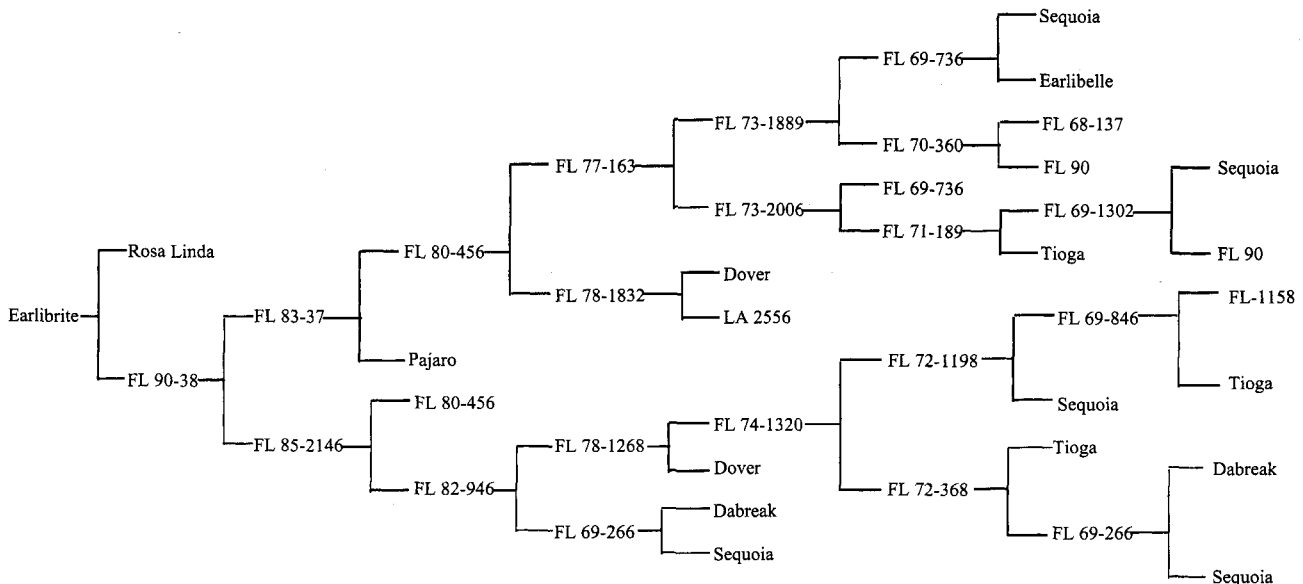 Sequoia
FL 69-736
Earlibelle
FL 73-1889
FL 68-137
FL 70-360
FL 77-163
FL 90
Sequoia
FL 69-736
FL 73-2006
FL 69-1302
FL 71-189
FL 80-456
Tioga
FL 90
Rosa Linda
Dover
FL 78-1832
FL-1158
Earlibrite
FL 83-37
LA 2556
FL 69-846
Pajaro
FL 72-1198
FL 90-38
Tioga
FL 80-456
Sequoia
FL 74-1320
FL 85-2146
FL 78-1268
Tioga
Dover
Dabreak
FL 82-946
FL 72-368
Dabreak
FL 69-266
FL 69-266
Sequoia
Sequoia